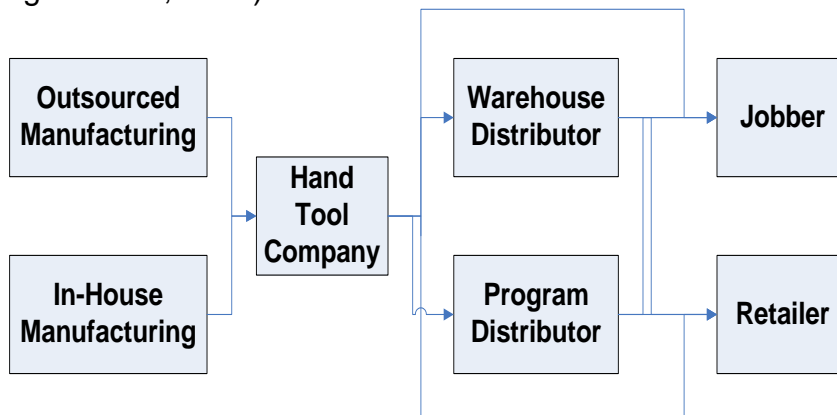 Outsourced
Manufacturing
In-House
Manufacturing
Hand
Tool
Company
Warehouse
Distributor
Program
Distributor
Jobber
Retailer